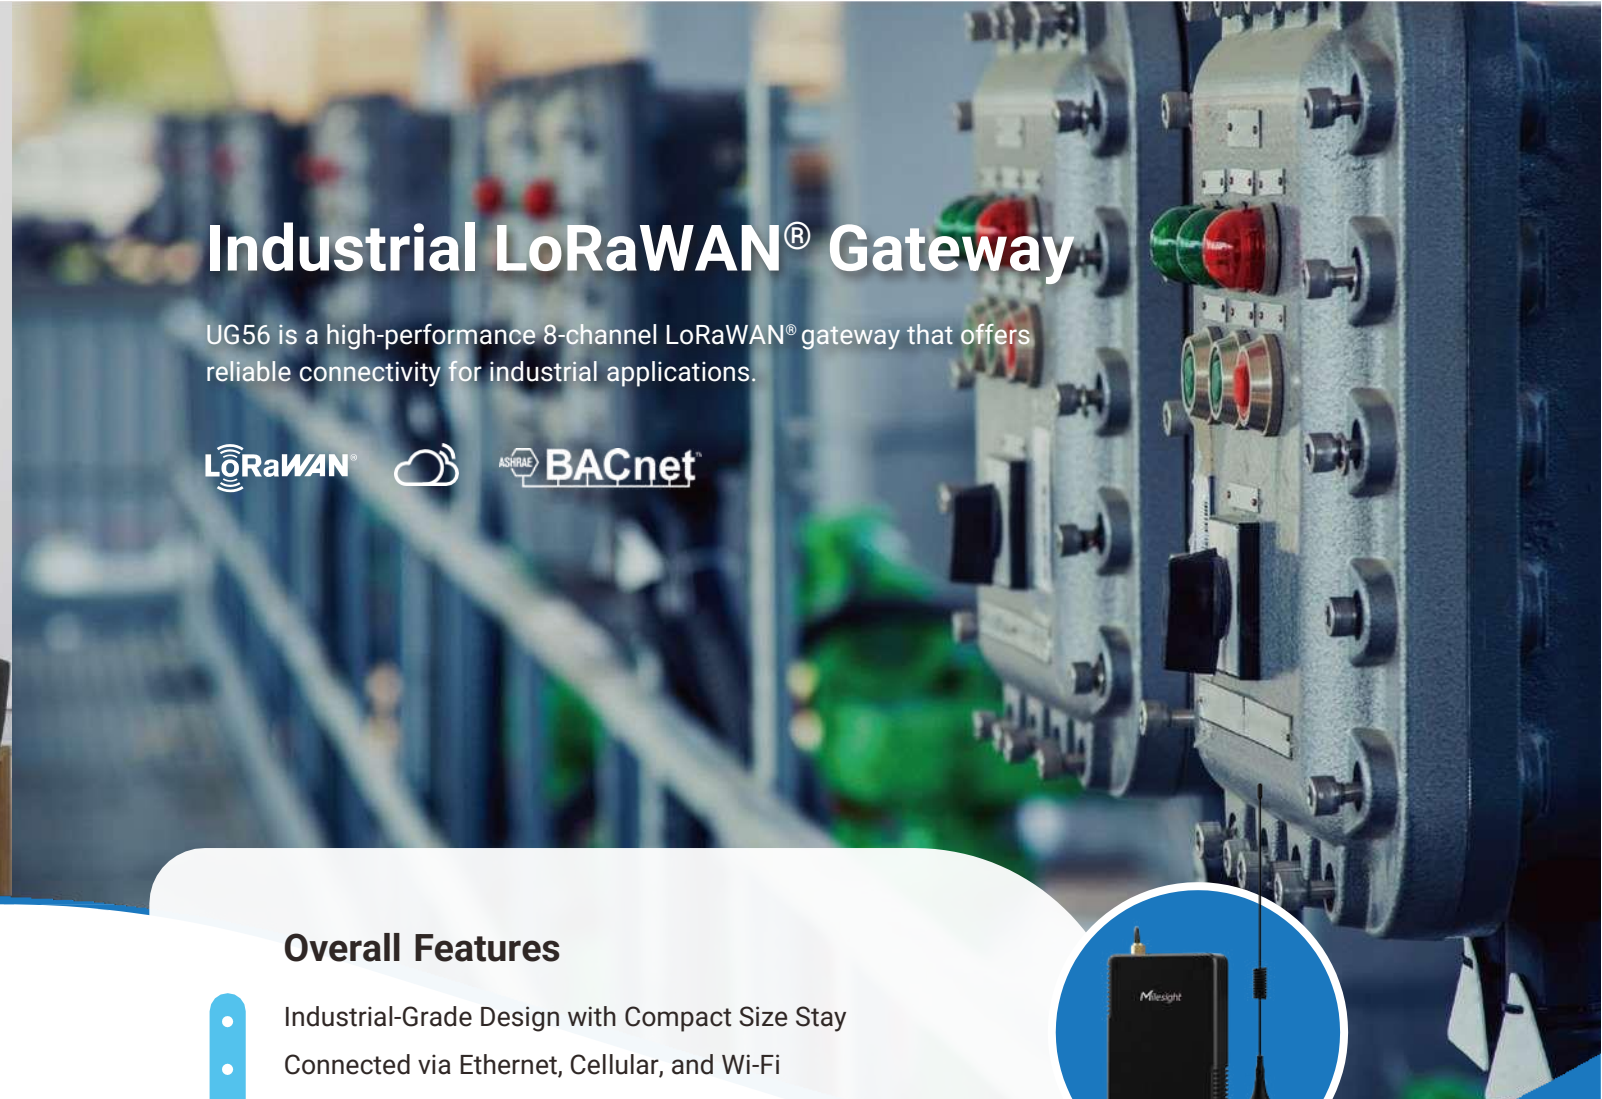 Industrial LoRaWAN® Gateway
UG56 is a high-performance 8-channel LoRaWAN® gateway that offers
reliable connectivity for industrial applications.
LoRaWAN® ASHRAE BACnet™
Overall Features
Industrial-Grade Design with Compact Size Stay
Connected via Ethernet, Cellular, and Wi-Fi
Milesight